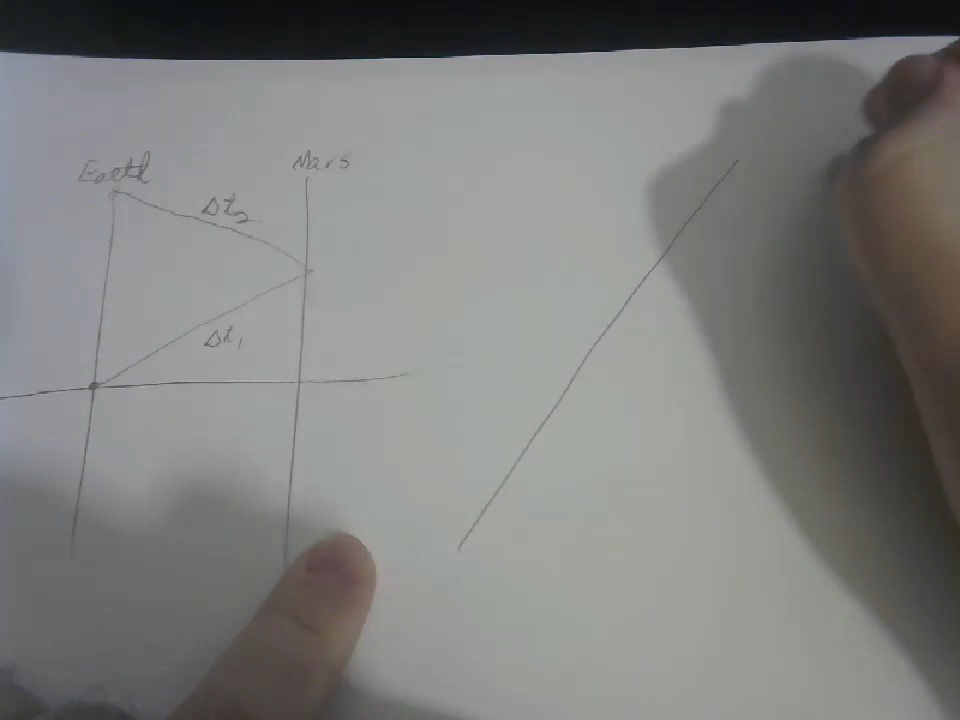 Earth
Mars
Δt₂
Δt₁